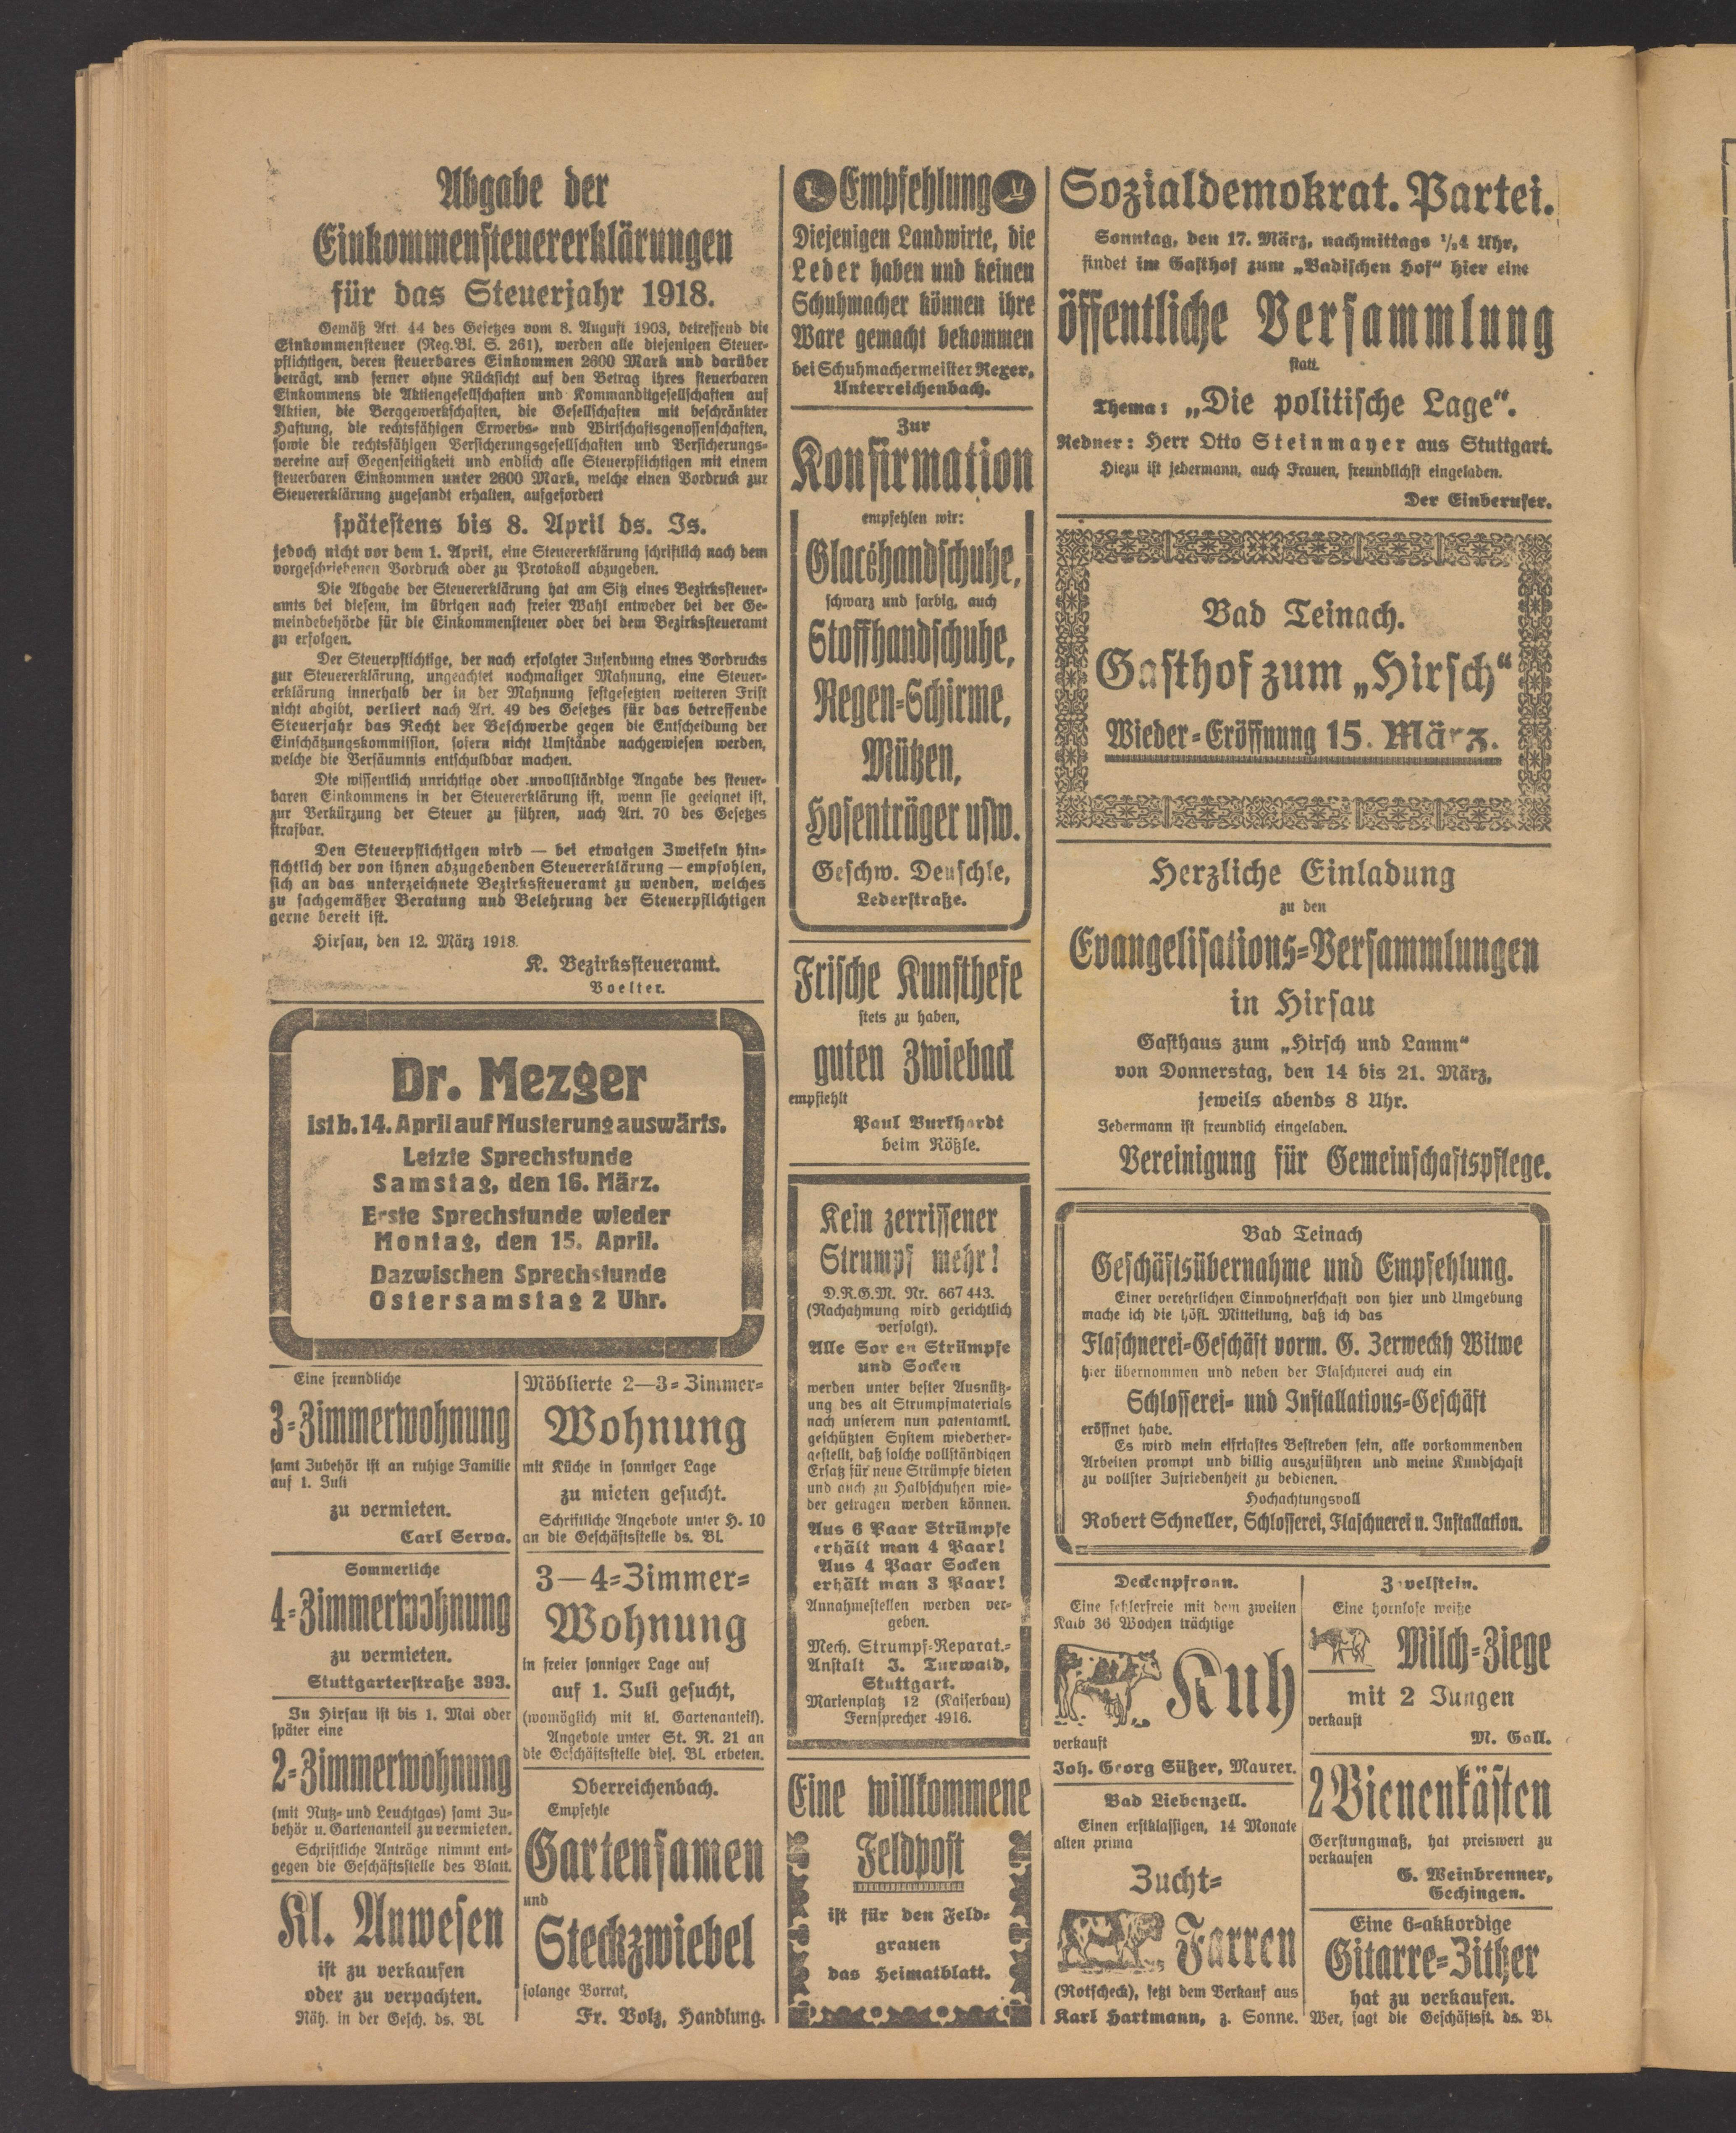 Abgabe der
Einkommensteuererklärungen
für das Steuerjahr 1918.
Gemäß Art. 44 des Gesetzes vom 8. August 1903, betreffend die
Einkommensteuer (Reg.Bl. S. 261), werden alle diejenigen Steuer-
pflichtigen, deren steuerbares Einkommen 2600 Mark und darüber
beträgt, und ferner ohne Rücksicht auf den Betrag ihres steuerbaren
Einkommens die Aktiengesellschaften und Kommanditgesellschaften auf
Aktien, die Berggewerkschaften, die Gesellschaften mit beschränkter
Haftung, die rechtsfähigen Erwerbs- und Wirtschaftsgenossenschaften,
sowie die rechtsfähigen Versicherungsgesellschaften und Versicherungs-
vereine auf Gegenseitigkeit und endlich alle Steuerpflichtigen mit einem
steuerbaren Einkommen unter 2600 Mark, welche einen Vordruck zur
Steuererklärung zugesandt erhalten, aufgefordert
spätestens bis 8. April ds. Js.
jedoch nicht vor dem 1. April, eine Steuererklärung schriftlich nach dem
vorgeschriebenen Vordruck oder zu Protokoll abzugeben.
Die Abgabe der Steuererklärung hat am Sitz eines Bezirkssteuer-
amts bei diesem, im übrigen nach freier Wahl entweder bei der Ge-
meindebehörde für die Einkommensteuer oder bei dem Bezirkssteueramt
zu erfolgen.
Der Steuerpflichtige, der nach erfolgter Zusendung eines Vordrucks
zur Steuererklärung, ungeachtet nochmaliger Mahnung, eine Steuer-
erklärung innerhalb der in der Mahnung festgesetzten weiteren Frist
nicht abgibt, verliert nach Art. 49 des Gesetzes für das betreffende
Steuerjahr das Recht der Beschwerde gegen die Entscheidung der
Einschätzungskommission, sofern nicht Umstände nachgewiesen werden,
welche die Versäumnis entschuldbar machen.
Die wissentlich unrichtige oder unvollständige Angabe des steuer-
baren Einkommens in der Steuererklärung ist, wenn sie geeignet ist,
zur Verkürzung der Steuer zu führen, nach Art. 70 des Gesetzes
strafbar.
Den Steuerpflichtigen wird — bei etwaigen Zweifeln hin-
sichtlich der von ihnen abzugebenden Steuererklärung — empfohlen,
sich an das unterzeichnete Bezirkssteueramt zu wenden, welches
zu sachgemäßer Beratung und Belehrung der Steuerpflichtigen
gerne bereit ist.
Hirsau, den 12. März 1918.
K. Bezirkssteueramt.
Voelter.
Dr. Mezger
ist b. 14. April auf Musterung auswärts.
Letzte Sprechstunde
Samstag, den 16. März.
Erste Sprechstunde wieder
Montag, den 15. April.
Dazwischen Sprechstunde
Ostersamstag 2 Uhr.
Eine freundliche
3-Zimmerwohnung
samt Zubehör ist an ruhige Familie
auf 1. Juli
zu vermieten.
Carl Serva.
Sommerliche
4-Zimmerwohnung
zu vermieten.
Stuttgarterstraße 393.
In Hirsau ist bis 1. Mai oder
später eine
2-Zimmerwohnung
(mit Nutz- und Leuchtgas) samt Zu-
behör u. Gartenanteil zu vermieten.
Schriftliche Anträge nimmt ent-
gegen die Geschäftsstelle des Blatt.
Kl. Anwesen
ist zu verkaufen
oder zu verpachten.
Näh. in der Gesch. ds. Bl.
Möblierte 2—3-Zimmer-
Wohnung
mit Küche in sonniger Lage
zu mieten gesucht.
Schriftliche Angebote unter H. 10
an die Geschäftsstelle ds. Bl.
3—4-Zimmer-
Wohnung
in freier sonniger Lage auf
auf 1. Juli gesucht,
(womöglich mit kl. Gartenanteil).
Angebote unter St. R. 21 an
die Geschäftsstelle dies. Bl. erbeten.
Oberreichenbach.
Empfehle
Gartensamen
und
Steckzwiebel
solange Vorrat,
Fr. Volz, Handlung.
Empfehlung
Diejenigen Landwirte, die
Leder haben und keinen
Schuhmacher können ihre
Ware gemacht bekommen
bei Schuhmachermeister Rexer,
Unterreichenbach.
Zur
Konfirmation
empfehlen wir:
Glacéhandschuhe,
schwarz und farbig, auch
Stoffhandschuhe,
Regen-Schirme,
Mützen,
Hosenträger usw.
Geschw. Deuschle,
Lederstraße.
Frische Kunsthefe
stets zu haben,
guten Zwieback
empfiehlt
Paul Burkhardt
beim Rößle.
Kein zerrissener
Strumpf mehr!
D.R.G.M. Nr. 667 443.
(Nachahmung wird gerichtlich
verfolgt).
Alle Sorten Strümpfe
und Socken
werden unter bester Ausnütz-
ung des alt Strumpfmaterials
nach unserem nun patentamtl.
geschützten System wiederher-
gestellt, daß solche vollständigen
Ersatz für neue Strümpfe bieten
und auch zu Halbschuhen wie-
der getragen werden können.
Aus 6 Paar Strümpfe
erhält man 4 Paar!
Aus 4 Paar Socken
erhält man 3 Paar!
Annahmestellen werden ver-
geben.
Mech. Strumpf-Reparat.-
Anstalt J. Turwald,
Stuttgart.
Marienplatz 12 (Kaiserbau)
Fernsprecher 4916.
Eine willkommene
Feldpost
ist für den Feld-
grauen
das Heimatblatt.
Sozialdemokrat. Partei.
Sonntag, den 17. März, nachmittags ½4 Uhr,
findet im Gasthof zum „Badischen Hof“ hier eine
öffentliche Versammlung
statt.
Thema: „Die politische Lage“.
Redner: Herr Otto Steinmayer aus Stuttgart.
Hiezu ist jedermann, auch Frauen, freundlichst eingeladen.
Der Einberufer.
Bad Teinach.
Gasthof zum „Hirsch“
Wieder-Eröffnung 15. März.
Herzliche Einladung
zu den
Evangelisations-Versammlungen
in Hirsau
Gasthaus zum „Hirsch und Lamm“
von Donnerstag, den 14 bis 21. März,
jeweils abends 8 Uhr.
Jedermann ist freundlich eingeladen.
Vereinigung für Gemeinschaftspflege.
Bad Teinach
Geschäftsübernahme und Empfehlung.
Einer verehrlichen Einwohnerschaft von hier und Umgebung
mache ich die höfl. Mitteilung, daß ich das
Flaschnerei-Geschäft vorm. G. Zerweckh Witwe
hier übernommen und neben der Flaschnerei auch ein
Schlosserei- und Installations-Geschäft
eröffnet habe.
Es wird mein eifrigstes Bestreben sein, alle vorkommenden
Arbeiten prompt und billig auszuführen und meine Kundschaft
zu vollster Zufriedenheit zu bedienen.
Hochachtungsvoll
Robert Schneller, Schlosserei, Flaschnerei u. Installation.
Deckenpfronn.
Eine fehlerfreie mit dem zweiten
Kalb 36 Wochen trächtige
Kuh
verkauft
Joh. Georg Süßer, Maurer.
Bad Liebenzell.
Einen erstklassigen, 14 Monate
alten prima
Zucht-
Farren
(Rotscheck), setzt dem Verkauf aus
Karl Hartmann, z. Sonne.
Zavelstein.
Eine hornlose weiße
Milch-Ziege
mit 2 Jungen
verkauft
M. Gall.
2 Bienenkästen
Gerstungmaß, hat preiswert zu
verkaufen
G. Weinbrenner,
Gechingen.
Eine 6-akkordige
Gitarre-Zither
hat zu verkaufen.
Wer, sagt die Geschäftsst. ds. Bl.